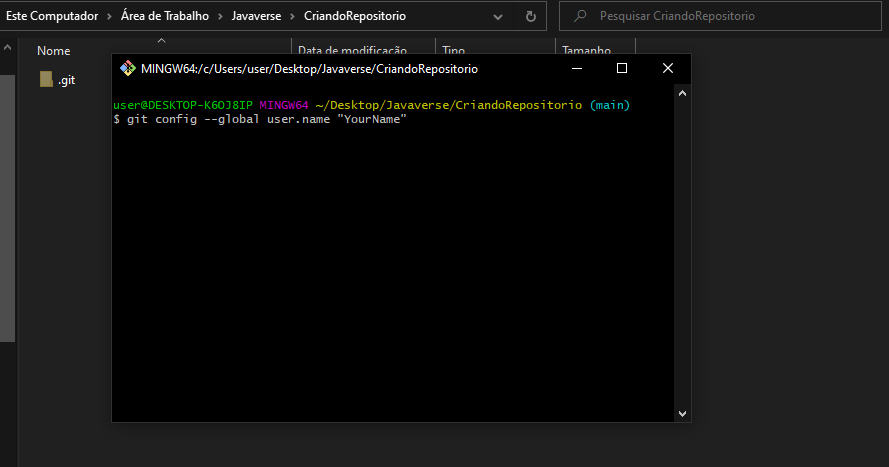 Este Computador > Área de Trabalho > Javaverse > CriandoRepositorio
Pesquisar CriandoRepositorio
Nome Data de modificação Tipo Tamanho
.git
MINGW64:/c/Users/user/Desktop/Javaverse/CriandoRepositorio
user@DESKTOP-K6OJ8IP MINGW64 ~/Desktop/Javaverse/CriandoRepositorio (main)
$ git config --global user.name "YourName"